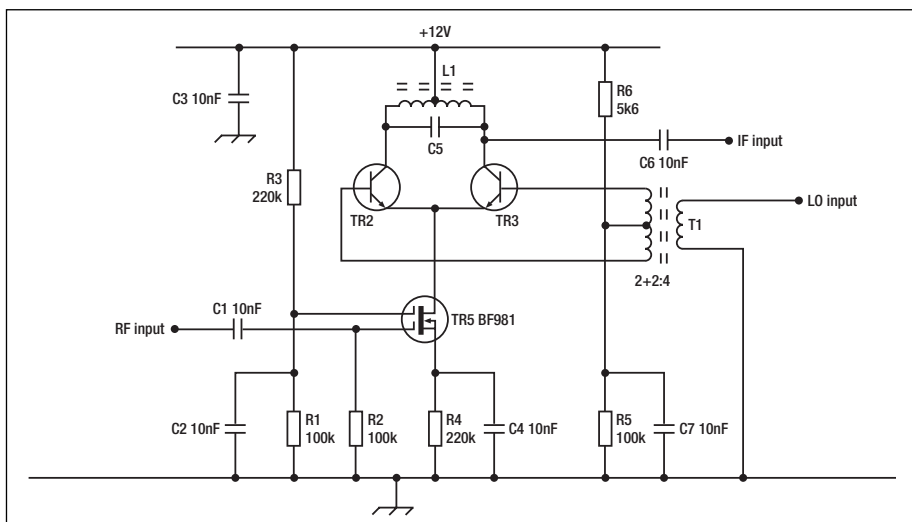 +12V
L1
C3 10nF
R6
5k6
C5
IF input
C6 10nF
R3
220k
TR2
TR3
LO input
T1
2+2:4
C1 10nF
RF input
TR5 BF981
C2 10nF
R1
100k
R2
100k
R4
220k
C4 10nF
R5
100k
C7 10nF